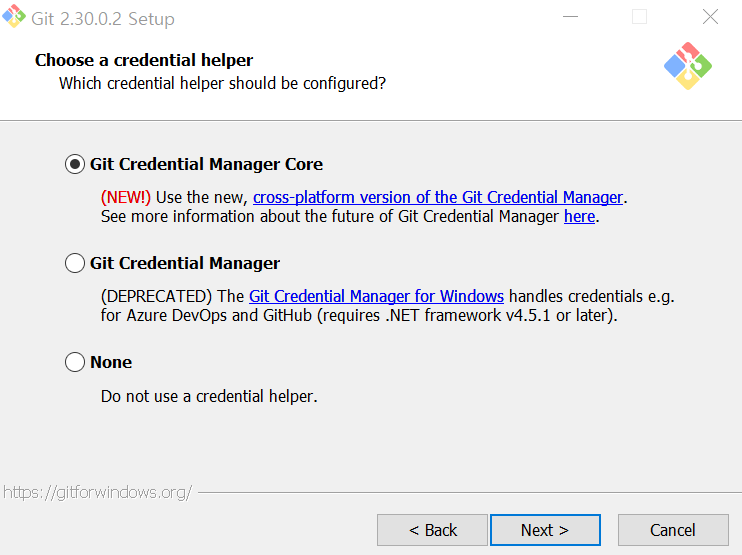 Git 2.30.0.2 Setup
Choose a credential helper
Which credential helper should be configured?
Git Credential Manager Core
(NEW!) Use the new, cross-platform version of the Git Credential Manager.
See more information about the future of Git Credential Manager here.
Git Credential Manager
(DEPRECATED) The Git Credential Manager for Windows handles credentials e.g.
for Azure DevOps and GitHub (requires .NET framework v4.5.1 or later).
None
Do not use a credential helper.
https://gitforwindows.org/
< Back
Next >
Cancel